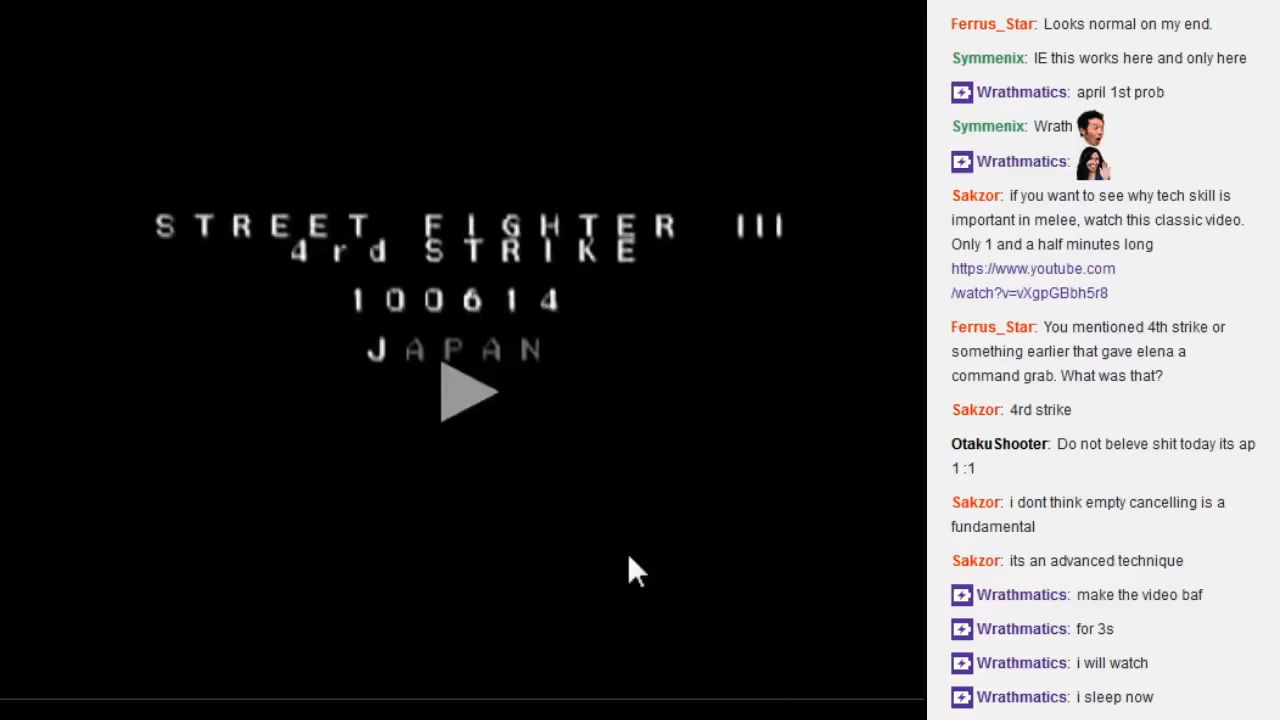 STREET FIGHTER III
4rd STRIKE
100614
JAPAN
Ferrus_Star: Looks normal on my end.
Symmenix: IE this works here and only here
Wrathmatics: april 1st prob
Symmenix: Wrath
Wrathmatics:
Sakzor: if you want to see why tech skill is
important in melee, watch this classic video.
Only 1 and a half minutes long
https://www.youtube.com
/watch?v=vXgpGBbh5r8
Ferrus_Star: You mentioned 4th strike or
something earlier that gave elena a
command grab. What was that?
Sakzor: 4rd strike
OtakuShooter: Do not beleve shit today its ap
1 :1
Sakzor: i dont think empty cancelling is a
fundamental
Sakzor: its an advanced technique
Wrathmatics: make the video baf
Wrathmatics: for 3s
Wrathmatics: i will watch
Wrathmatics: i sleep now